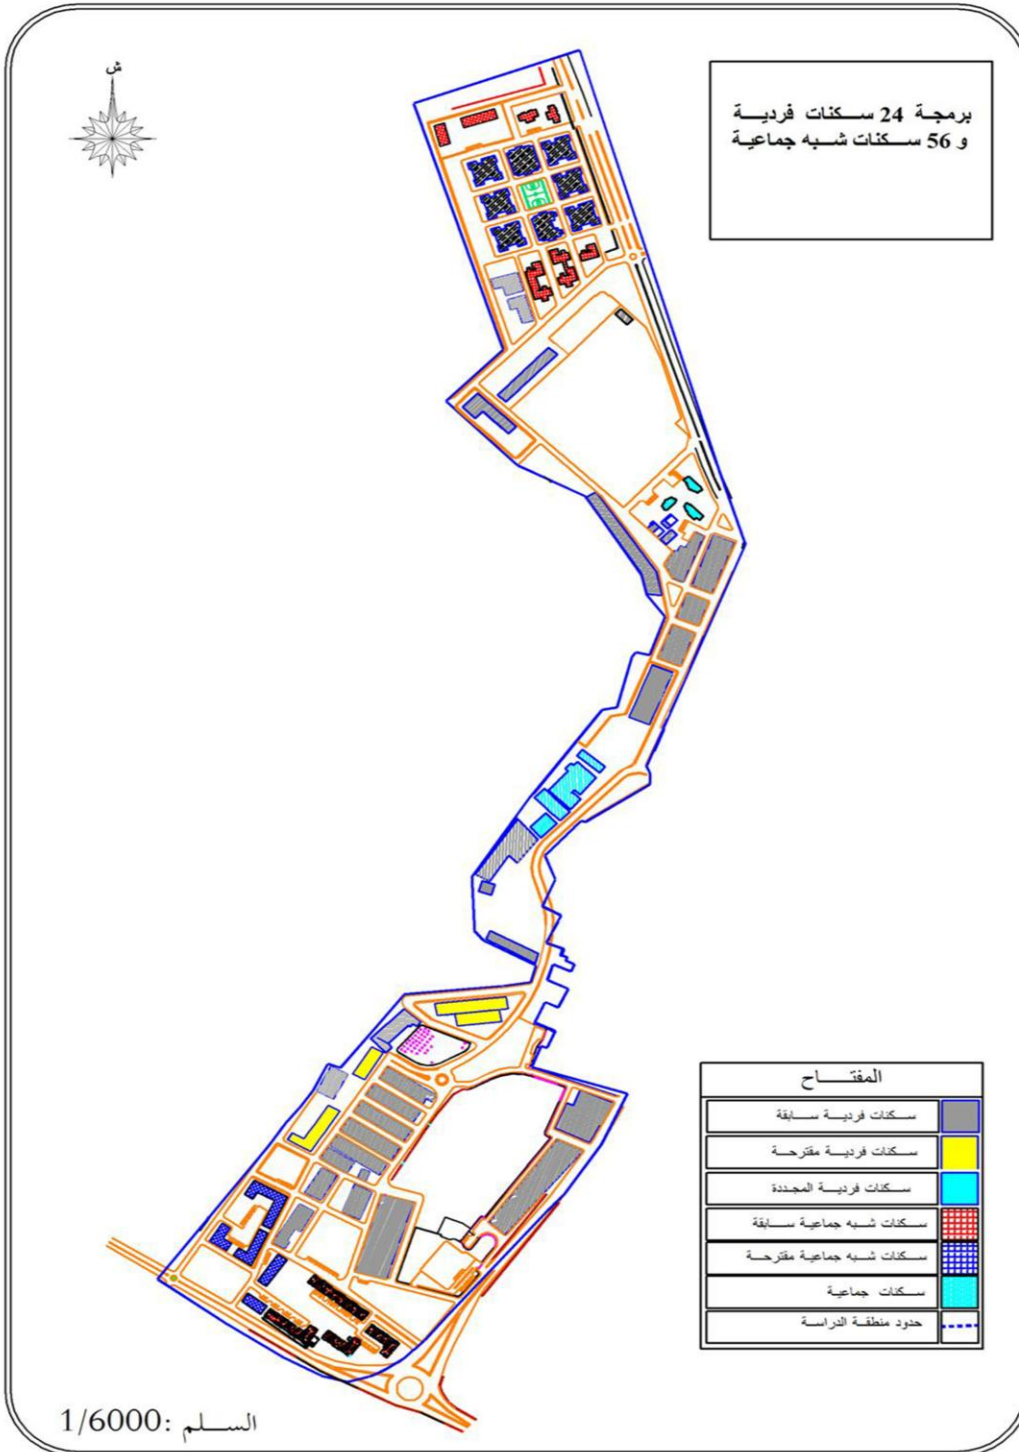 ش
برمجة 24 سكنات فردية
و 56 سكنات شبه جماعية
المفتاح
سكنات فردية سابقة
سكنات فردية مقترحة
سكنات فردية المجددة
سكنات شبه جماعية سابقة
سكنات شبه جماعية مقترحة
سكنات جماعية
حدود منطقة الدراسة
السلم :1/6000